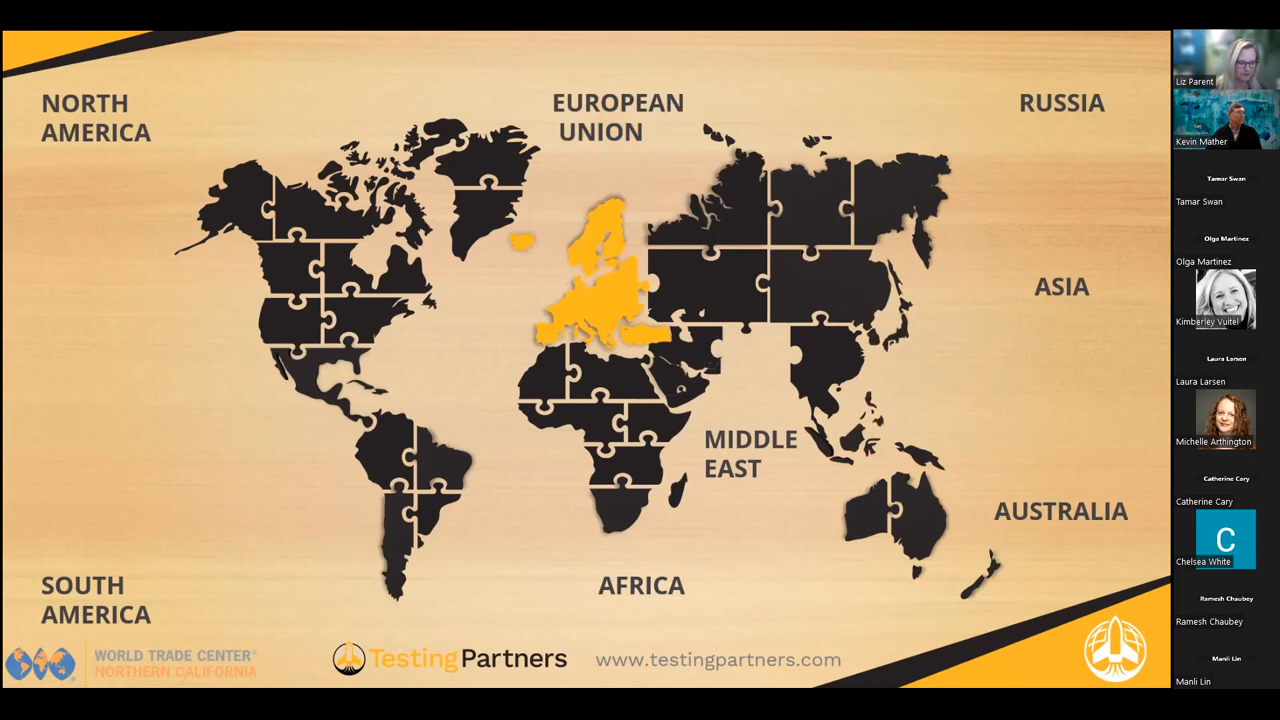 NORTH
AMERICA
EUROPEAN
UNION
RUSSIA
ASIA
MIDDLE
EAST
AUSTRALIA
SOUTH
AMERICA
AFRICA
WORLD TRADE CENTER®
NORTHERN CALIFORNIA
Testing Partners
www.testingpartners.com
Liz Parent
Kevin Mather
Tamar Swan
Tamar Swan
Olga Martinez
Olga Martinez
Kimberley Vuitel
Laura Larsen
Laura Larsen
Michelle Arthington
Catherine Cary
Catherine Cary
C
Chelsea White
Ramesh Chaubey
Ramesh Chaubey
Manli Lin
Manli Lin